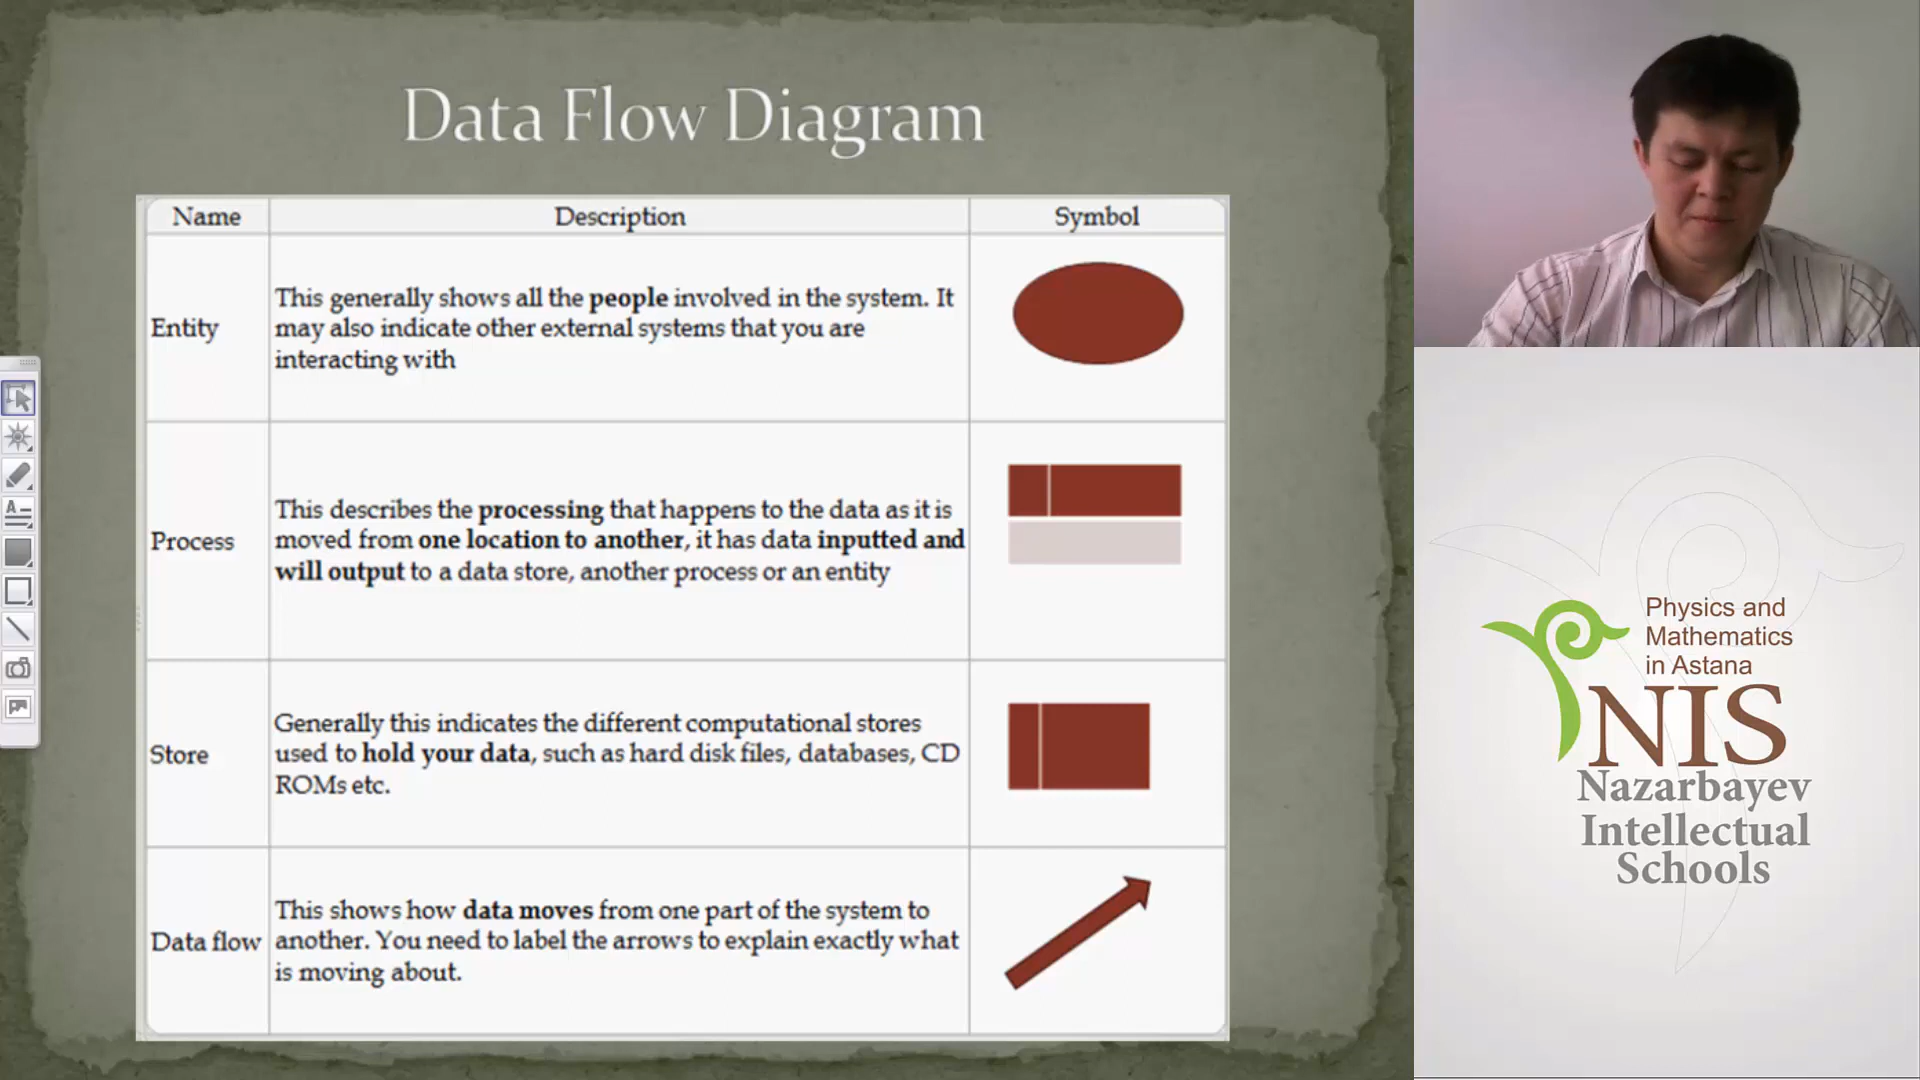 Data Flow Diagram
Name
Description
Symbol
Entity
This generally shows all the people involved in the system. It
may also indicate other external systems that you are
interacting with
Process
This describes the processing that happens to the data as it is
moved from one location to another, it has data inputted and
will output to a data store, another process or an entity
Store
Generally this indicates the different computational stores
used to hold your data, such as hard disk files, databases, CD
ROMs etc.
Data flow
This shows how data moves from one part of the system to
another. You need to label the arrows to explain exactly what
is moving about.
Physics and
Mathematics
in Astana
NIS
Nazarbayev
Intellectual
Schools